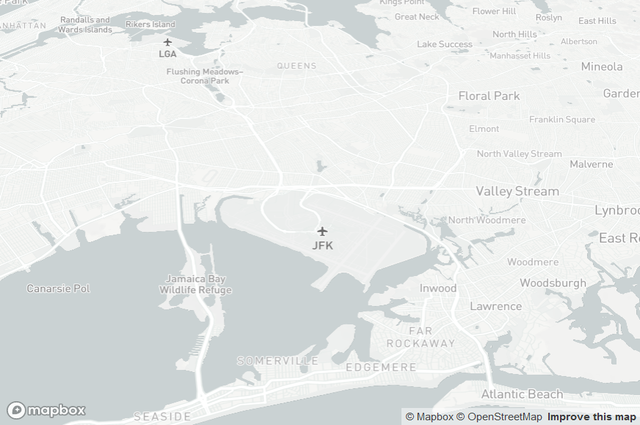 Kings Point
Roslyn
Flower Hill
East Hills
Great Neck
Randalls and
Wards Islands
Rikers Island
MANHATTAN
North Hills
Albertson
Lake Success
Manhasset Hills
LGA
QUEENS
Mineola
Flushing Meadows–
Corona Park
Floral Park
Garden
Franklin Square
Elmont
North Valley Stream
Malverne
Valley Stream
Lynbrook
North Woodmere
JFK
East Ro
Woodmere
Jamaica Bay
Wildlife Refuge
Canarsie Pol
Inwood
Woodsburgh
Lawrence
FAR
ROCKAWAY
SOMERVILLE
EDGEMERE
Atlantic Beach
SEASIDE
mapbox
© Mapbox © OpenStreetMap Improve this map